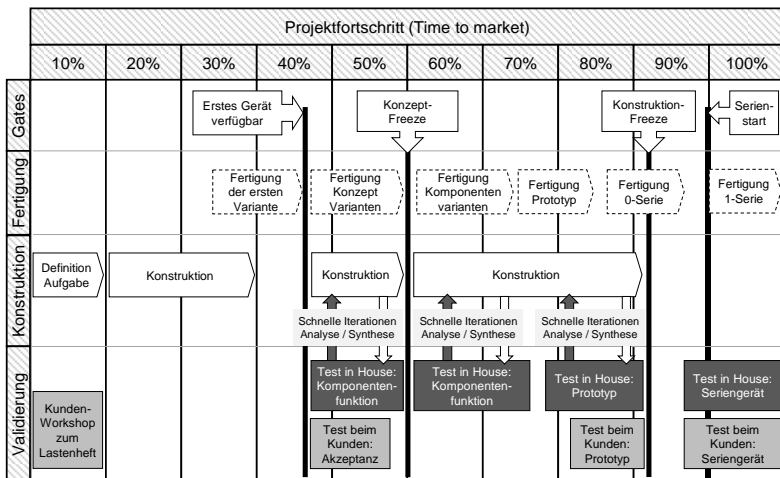 Projektfortschritt (Time to market)
10% 20% 30% 40% 50% 60% 70% 80% 90% 100%
Gates
Erstes Gerät
verfügbar
Konzept-
Freeze
Konstruktion-
Freeze
Serien-
start
Fertigung
Fertigung
der ersten
Variante
Fertigung
Konzept
Varianten
Fertigung
Komponenten
varianten
Fertigung
Prototyp
Fertigung
0-Serie
Fertigung
1-Serie
Konstruktion
Definition
Aufgabe
Konstruktion
Konstruktion
Konstruktion
Schnelle Iterationen
Analyse / Synthese
Schnelle Iterationen
Analyse / Synthese
Schnelle Iterationen
Analyse / Synthese
Validierung
Kunden-
Workshop
zum
Lastenheft
Test in House:
Komponenten-
funktion
Test in House:
Komponenten-
funktion
Test in House:
Prototyp
Test in House:
Seriengerät
Test beim
Kunden:
Akzeptanz
Test beim
Kunden:
Prototyp
Test beim
Kunden:
Seriengerät